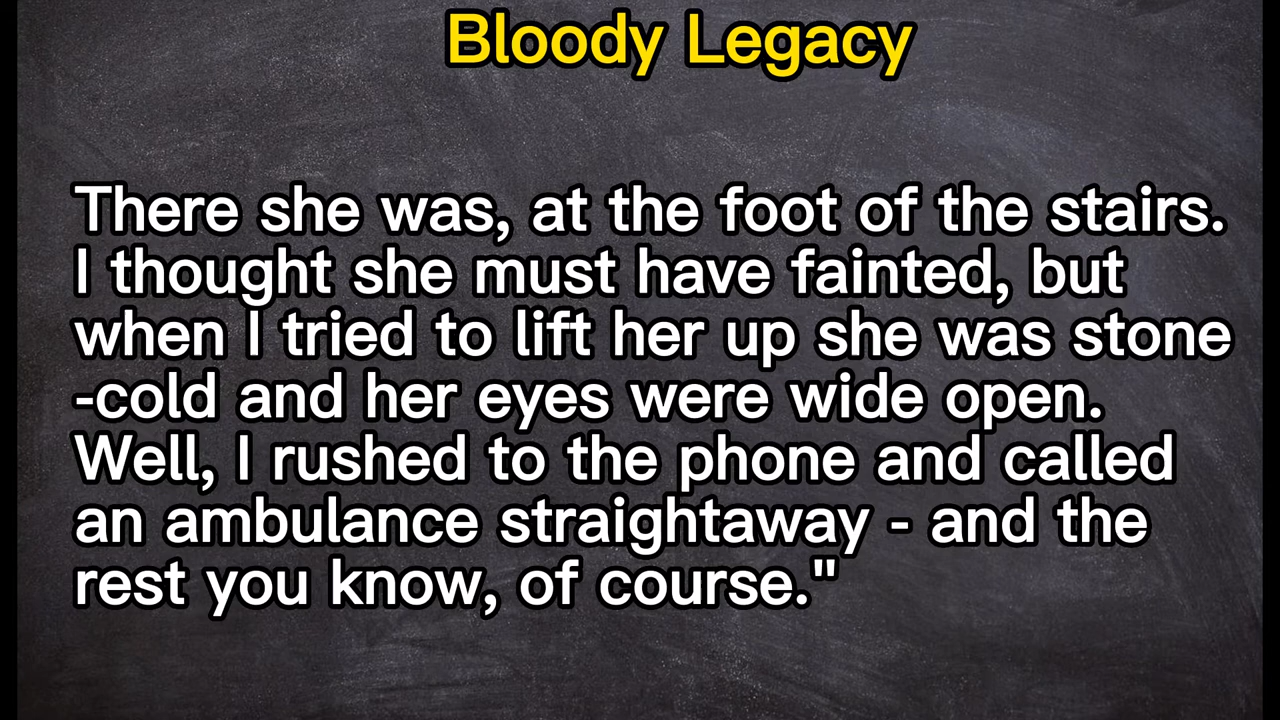 Bloody Legacy
There she was, at the foot of the stairs.
I thought she must have fainted, but
when I tried to lift her up she was stone
-cold and her eyes were wide open.
Well, I rushed to the phone and called
an ambulance straightaway - and the
rest you know, of course."